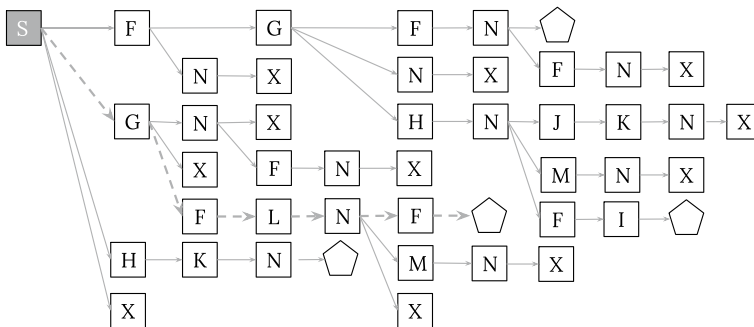 S F G F N
F N X
N X N X
G N X H N J K N X
X F N X M N X
F L N F F I
H K N M N X
X X